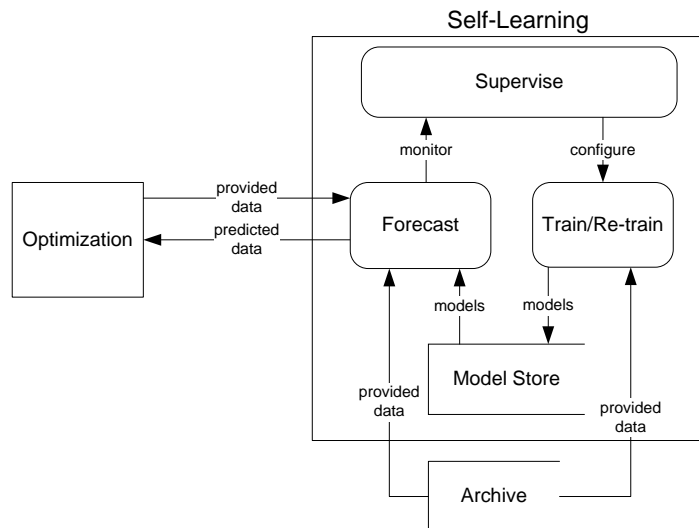 Self-Learning
Supervise
monitor
configure
provided
data
Optimization
predicted
data
Forecast
Train/Re-train
models
models
Model Store
provided
data
provided
data
Archive